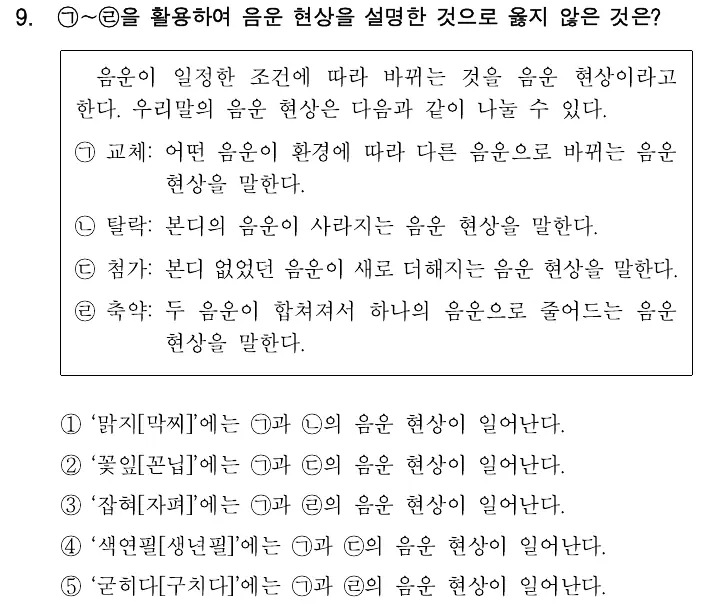 9. ㉠~㉣을 활용하여 음운 현상을 설명한 것으로 옳지 않은 것은?
음운이 일정한 조건에 따라 바뀌는 것을 음운 현상이라고
한다. 우리말의 음운 현상은 다음과 같이 나눌 수 있다.
㉠ 교체: 어떤 음운이 환경에 따라 다른 음운으로 바뀌는 음운
현상을 말한다.
㉡ 탈락: 본디의 음운이 사라지는 음운 현상을 말한다.
㉢ 첨가: 본디 없었던 음운이 새로 더해지는 음운 현상을 말한다.
㉣ 축약: 두 음운이 합쳐져서 하나의 음운으로 줄어드는 음운
현상을 말한다.
① ‘맑지[막찌]’에는 ㉠과 ㉡의 음운 현상이 일어난다.
② ‘꽃잎[꼰닙]’에는 ㉠과 ㉢의 음운 현상이 일어난다.
③ ‘잡혀[자펴]’에는 ㉠과 ㉣의 음운 현상이 일어난다.
④ ‘색연필[생년필]’에는 ㉠과 ㉢의 음운 현상이 일어난다.
⑤ ‘굳히다[구치다]’에는 ㉠과 ㉣의 음운 현상이 일어난다.